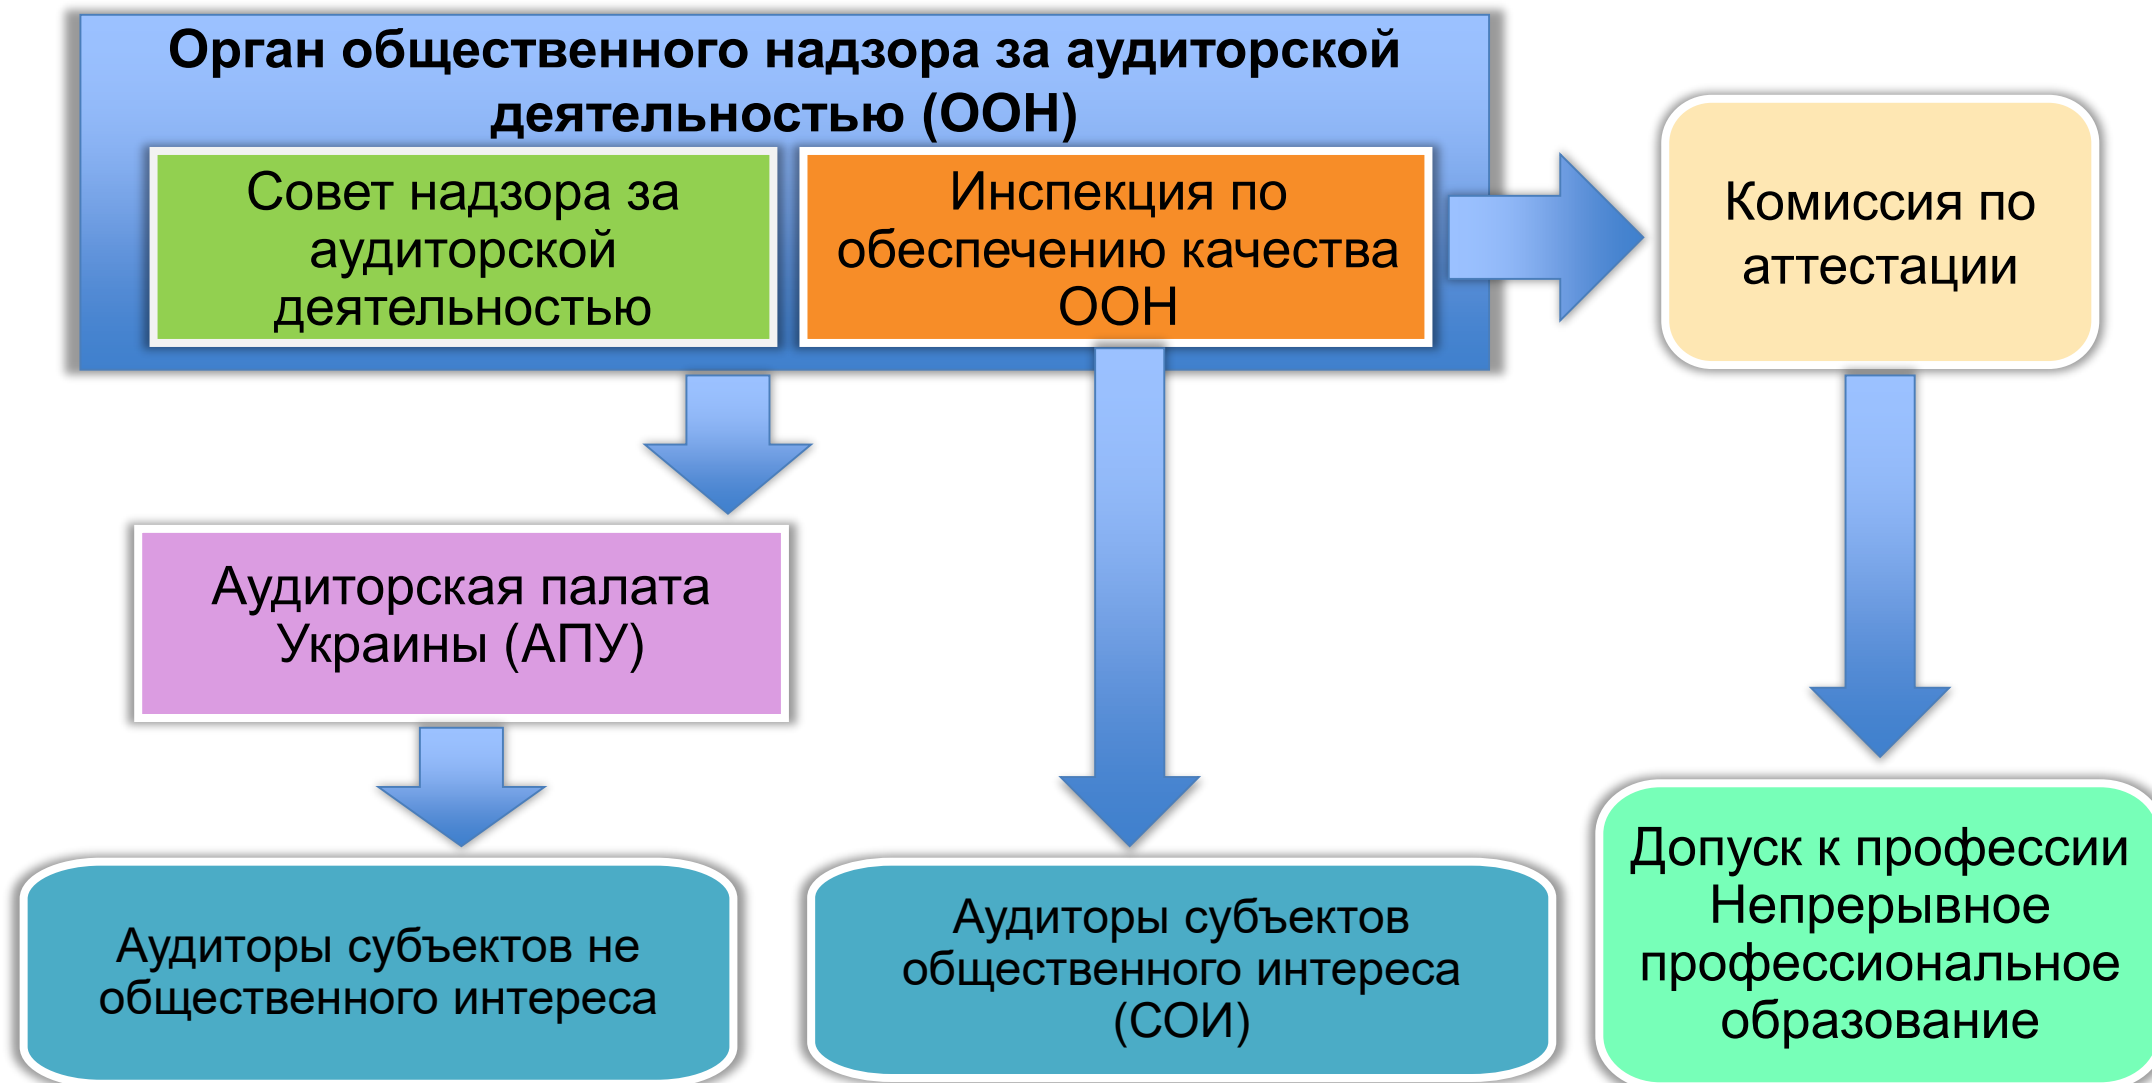 Орган общественного надзора за аудиторской
деятельностью (ООН)
Совет надзора за
аудиторской
деятельностью
Инспекция по
обеспечению качества
ООН
Комиссия по
аттестации
Аудиторская палата
Украины (АПУ)
Аудиторы субъектов не
общественного интереса
Аудиторы субъектов
общественного интереса
(СОИ)
Допуск к профессии
Непрерывное
профессиональное
образование